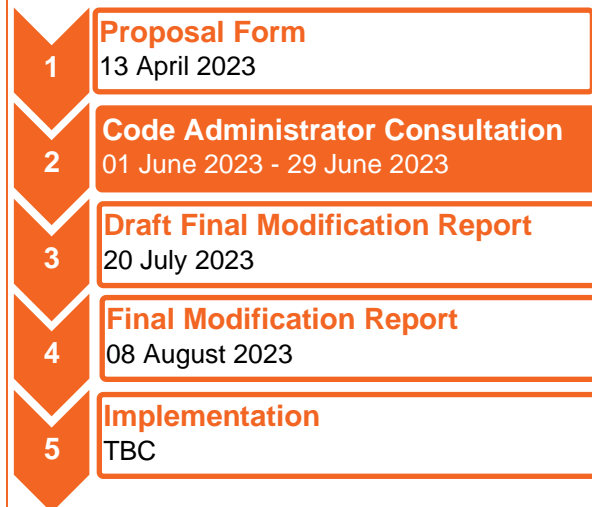 1
Proposal Form
13 April 2023
2
Code Administrator Consultation
01 June 2023 - 29 June 2023
3
Draft Final Modification Report
20 July 2023
4
Final Modification Report
08 August 2023
5
Implementation
TBC